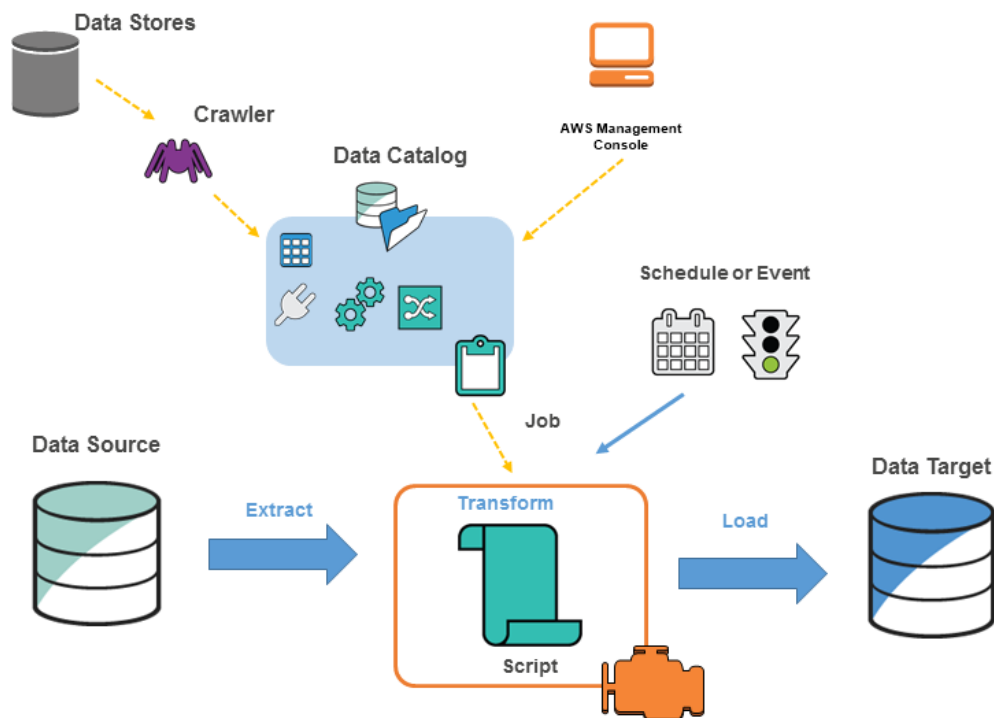 Data Stores
Crawler
Data Catalog
AWS Management
Console
Schedule or Event
Job
Data Source
Data Target
Extract
Transform
Load
Script